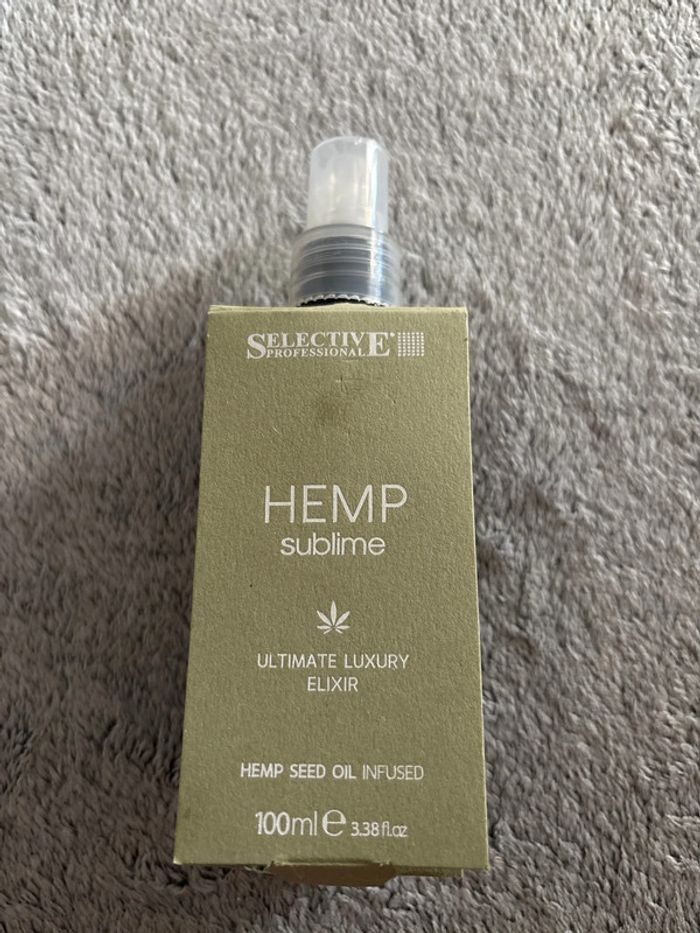 SELECTIVE
PROFESSIONAL
HEMP
sublime
ULTIMATE LUXURY
ELIXIR
HEMP SEED OIL INFUSED
100ml e 3.38 fl.oz